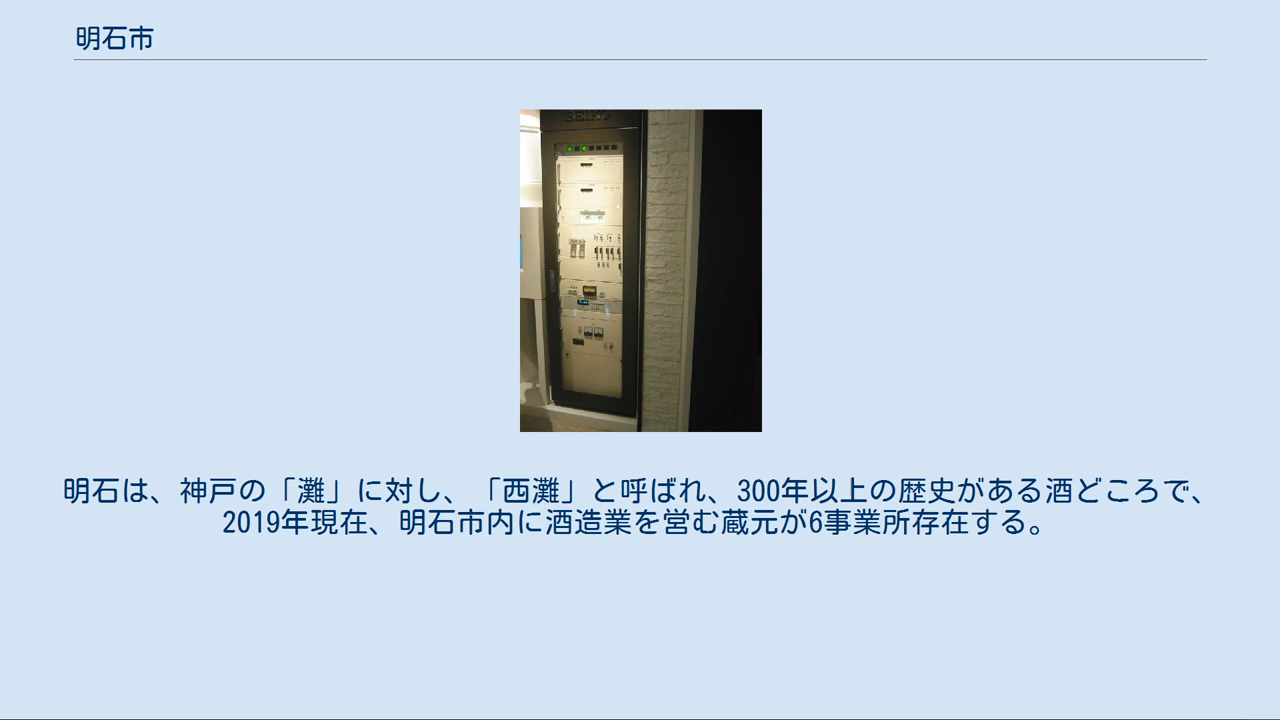 明石市
SEIKO
明石は、神戸の「灘」に対し、「西灘」と呼ばれ、300年以上の歴史がある酒どころで、
2019年現在、明石市内に酒造業を営む蔵元が6事業所存在する。